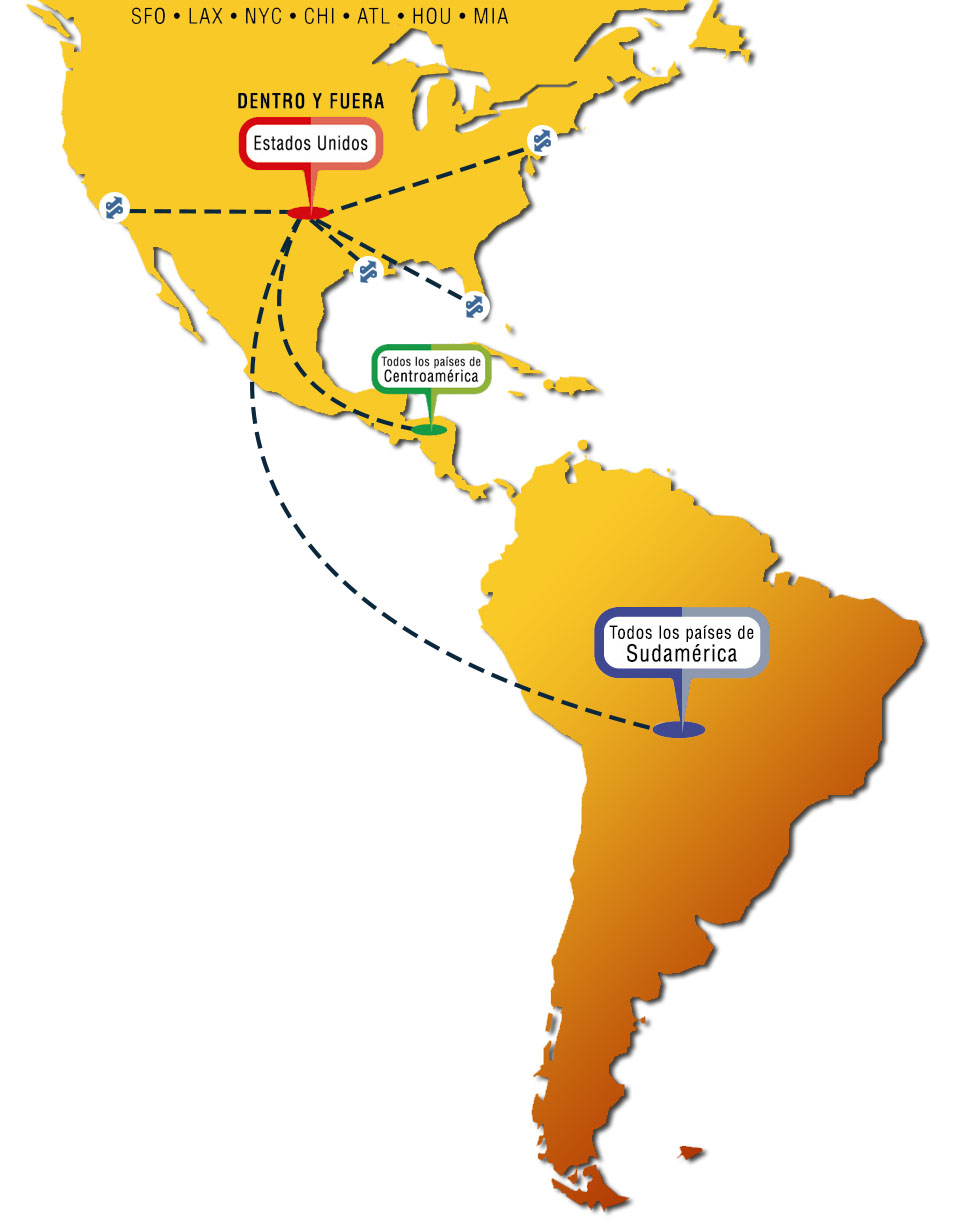 SFO • LAX • NYC • CHI • ATL • HOU • MIA
DENTRO Y FUERA
Estados Unidos
Todos los países de
Centroamérica
Todos los países de
Sudamérica